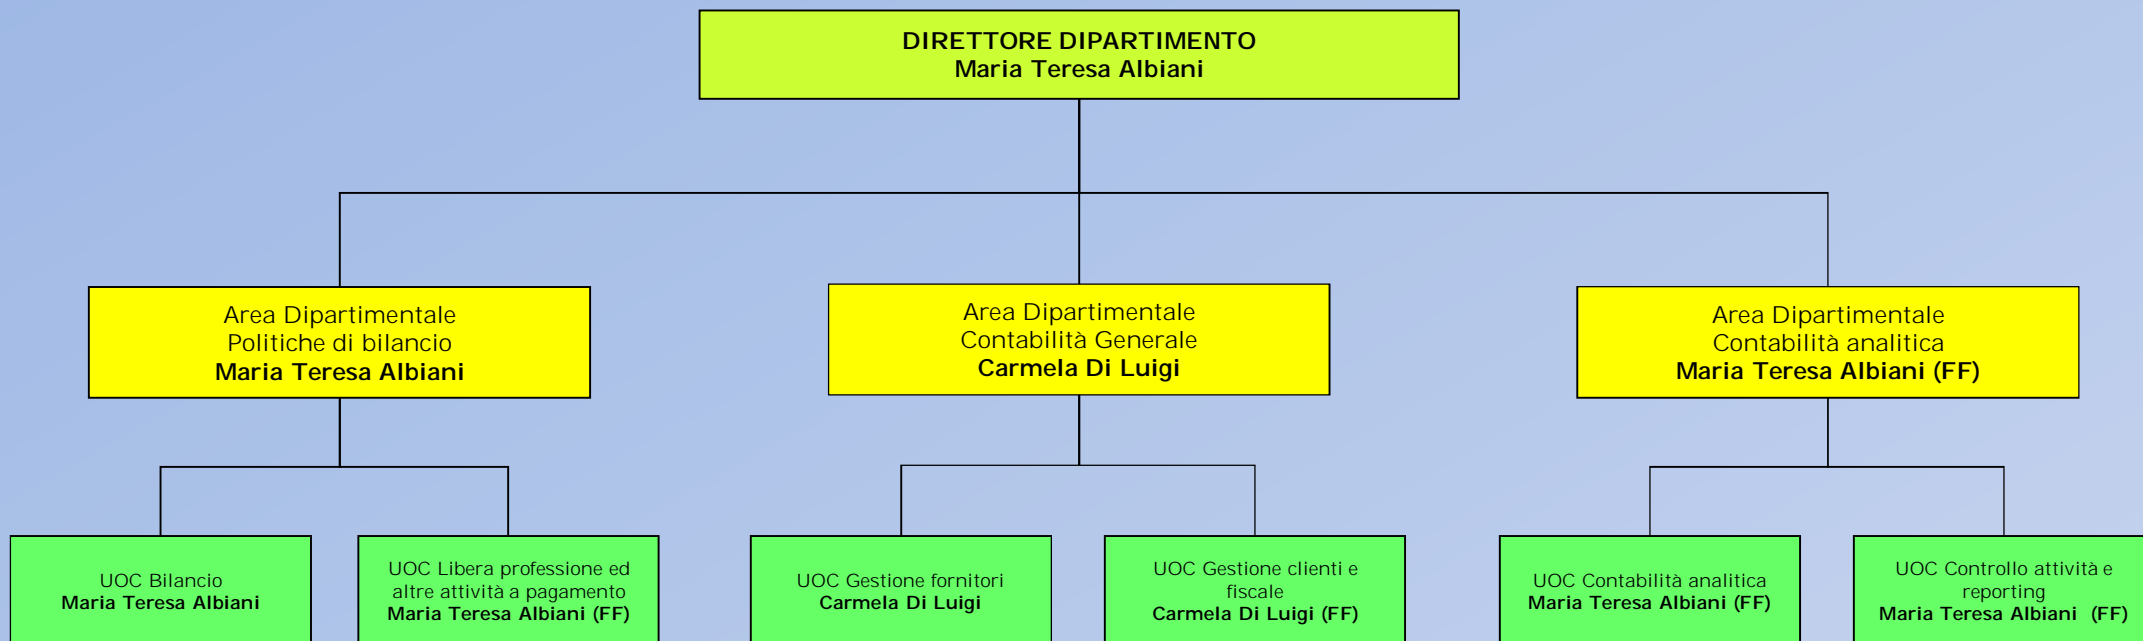 DIRETTORE DIPARTIMENTO
Maria Teresa Albiani
Area Dipartimentale
Politiche di bilancio
Maria Teresa Albiani
Area Dipartimentale
Contabilità Generale
Carmela Di Luigi
Area Dipartimentale
Contabilità analitica
Maria Teresa Albiani (FF)
UOC Bilancio
Maria Teresa Albiani
UOC Libera professione ed
altre attività a pagamento
Maria Teresa Albiani (FF)
UOC Gestione fornitori
Carmela Di Luigi
UOC Gestione clienti e
fiscale
Carmela Di Luigi (FF)
UOC Contabilità analitica
Maria Teresa Albiani (FF)
UOC Controllo attività e
reporting
Maria Teresa Albiani (FF)